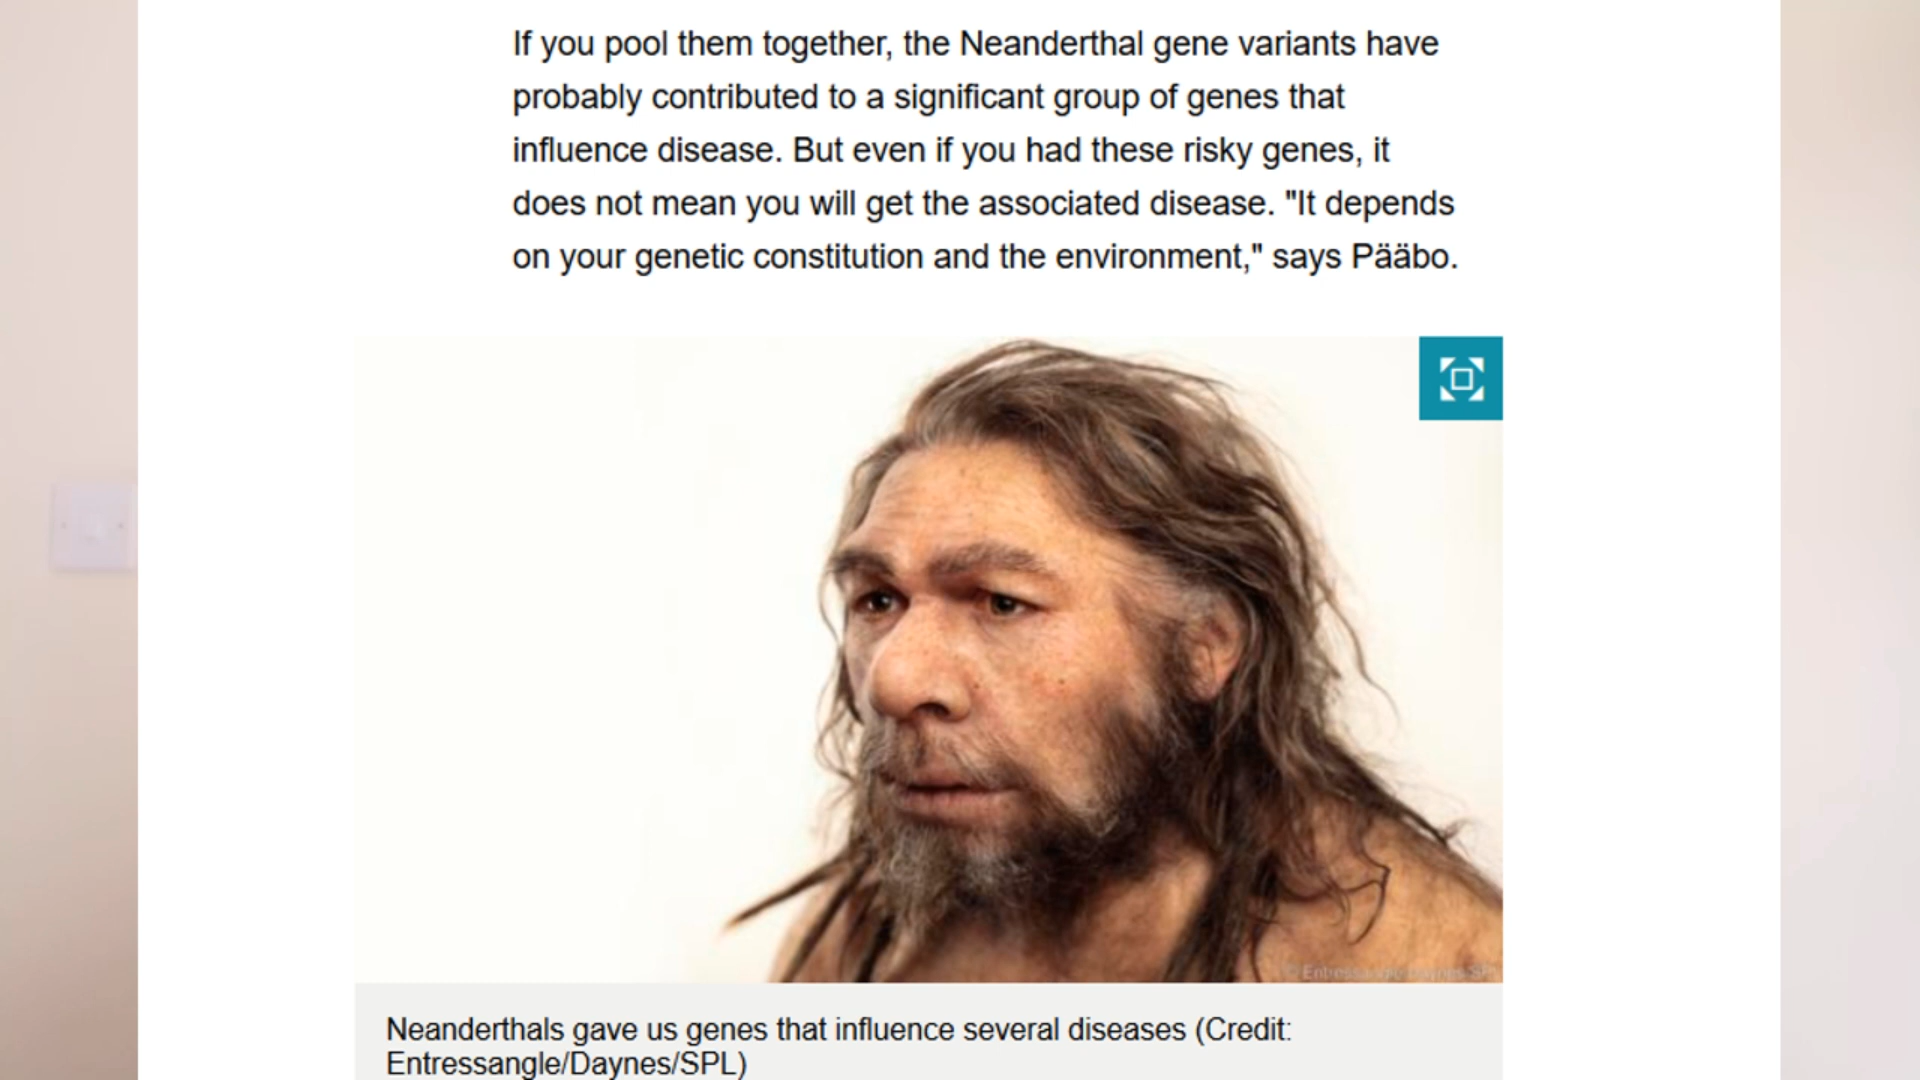 If you pool them together, the Neanderthal gene variants have
probably contributed to a significant group of genes that
influence disease. But even if you had these risky genes, it
does not mean you will get the associated disease. "It depends
on your genetic constitution and the environment," says Pääbo.
© Entressangle/Daynes/SPL
Neanderthals gave us genes that influence several diseases (Credit:
Entressangle/Daynes/SPL)